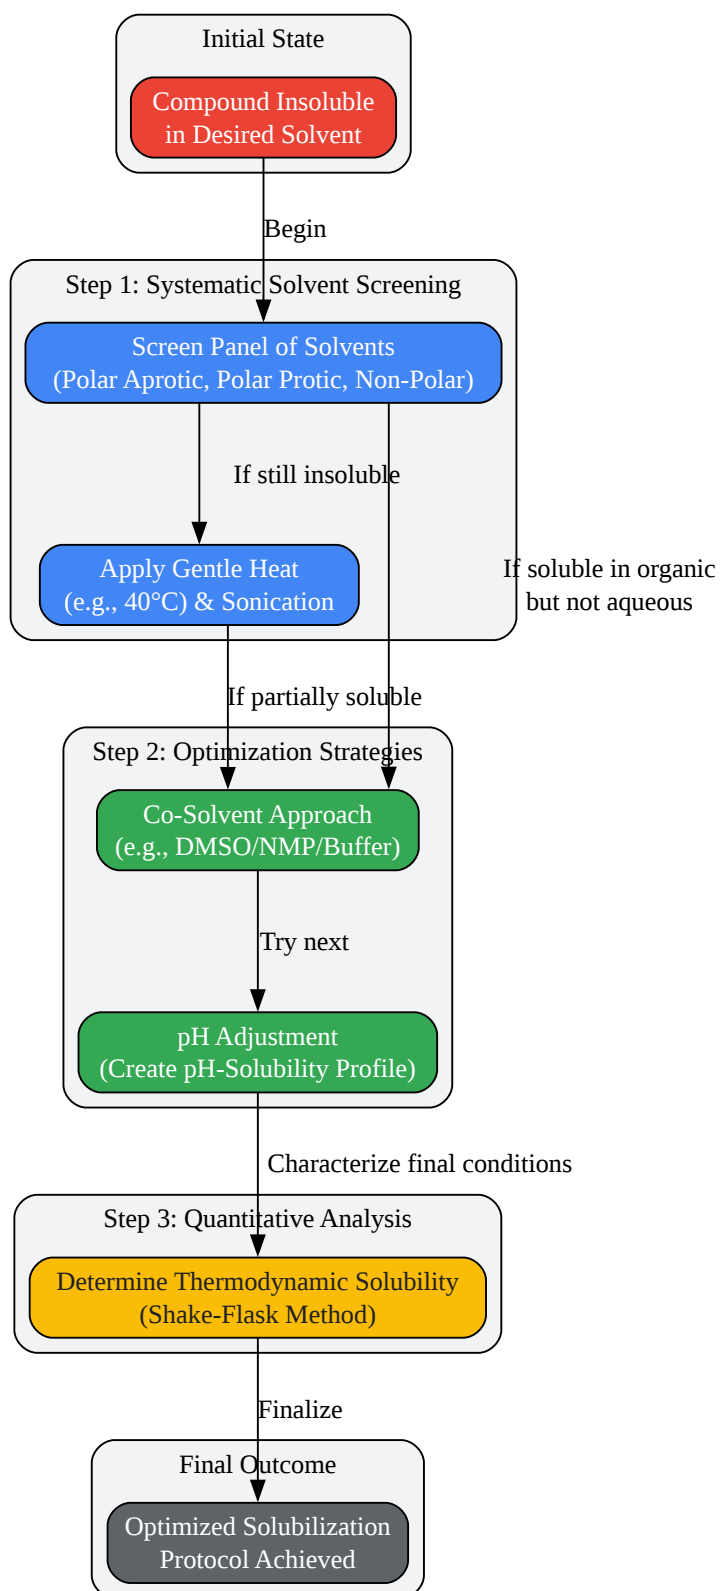 Initial State
Compound Insoluble
in Desired Solvent
Begin
Step 1: Systematic Solvent Screening
Screen Panel of Solvents
(Polar Aprotic, Polar Protic, Non-Polar)
If still insoluble
Apply Gentle Heat
(e.g., 40°C) & Sonication
If soluble in organic
but not aqueous
If partially soluble
Step 2: Optimization Strategies
Co-Solvent Approach
(e.g., DMSO/NMP/Buffer)
Try next
pH Adjustment
(Create pH-Solubility Profile)
Characterize final conditions
Step 3: Quantitative Analysis
Determine Thermodynamic Solubility
(Shake-Flask Method)
Finalize
Final Outcome
Optimized Solubilization
Protocol Achieved